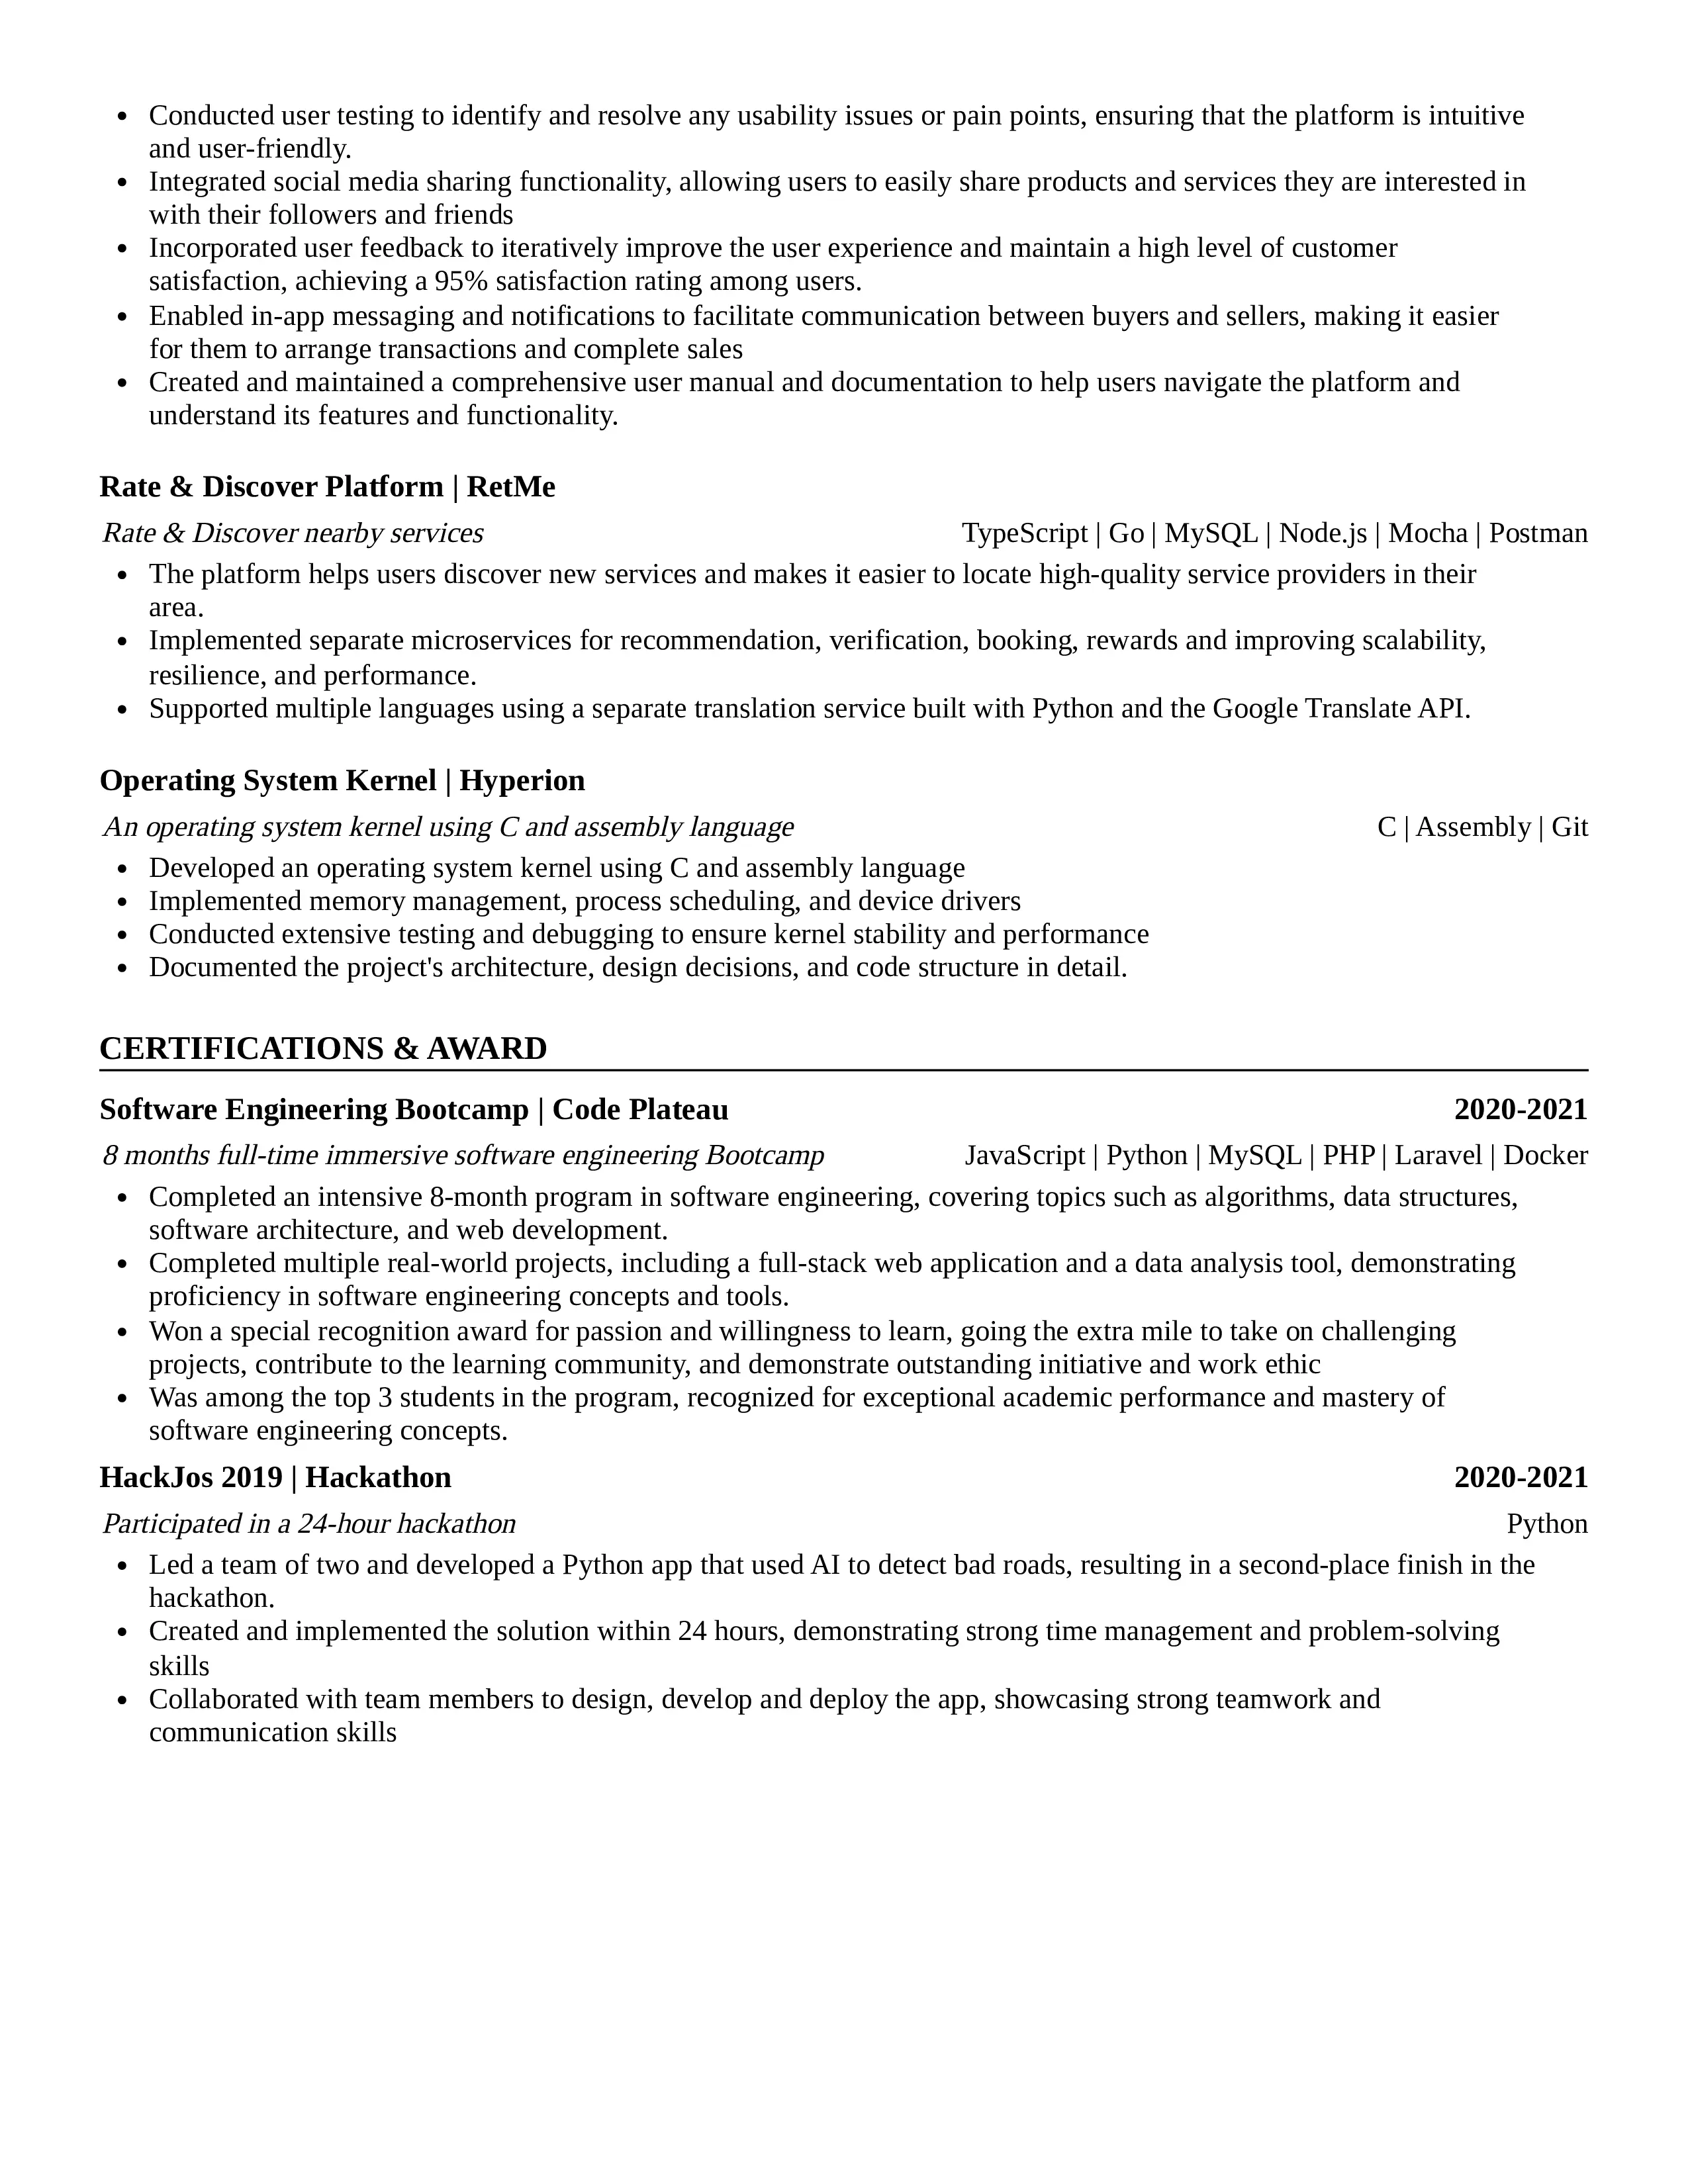 • Conducted user testing to identify and resolve any usability issues or pain points, ensuring that the platform is intuitive
and user-friendly.
• Integrated social media sharing functionality, allowing users to easily share products and services they are interested in
with their followers and friends
• Incorporated user feedback to iteratively improve the user experience and maintain a high level of customer
satisfaction, achieving a 95% satisfaction rating among users.
• Enabled in-app messaging and notifications to facilitate communication between buyers and sellers, making it easier
for them to arrange transactions and complete sales
• Created and maintained a comprehensive user manual and documentation to help users navigate the platform and
understand its features and functionality.
Rate & Discover Platform | RetMe
Rate & Discover nearby services TypeScript | Go | MySQL | Node.js | Mocha | Postman
• The platform helps users discover new services and makes it easier to locate high-quality service providers in their
area.
• Implemented separate microservices for recommendation, verification, booking, rewards and improving scalability,
resilience, and performance.
• Supported multiple languages using a separate translation service built with Python and the Google Translate API.
Operating System Kernel | Hyperion
An operating system kernel using C and assembly language C | Assembly | Git
• Developed an operating system kernel using C and assembly language
• Implemented memory management, process scheduling, and device drivers
• Conducted extensive testing and debugging to ensure kernel stability and performance
• Documented the project's architecture, design decisions, and code structure in detail.
CERTIFICATIONS & AWARD
Software Engineering Bootcamp | Code Plateau 2020-2021
8 months full-time immersive software engineering Bootcamp JavaScript | Python | MySQL | PHP | Laravel | Docker
• Completed an intensive 8-month program in software engineering, covering topics such as algorithms, data structures,
software architecture, and web development.
• Completed multiple real-world projects, including a full-stack web application and a data analysis tool, demonstrating
proficiency in software engineering concepts and tools.
• Won a special recognition award for passion and willingness to learn, going the extra mile to take on challenging
projects, contribute to the learning community, and demonstrate outstanding initiative and work ethic
• Was among the top 3 students in the program, recognized for exceptional academic performance and mastery of
software engineering concepts.
HackJos 2019 | Hackathon 2020-2021
Participated in a 24-hour hackathon Python
• Led a team of two and developed a Python app that used AI to detect bad roads, resulting in a second-place finish in the
hackathon.
• Created and implemented the solution within 24 hours, demonstrating strong time management and problem-solving
skills
• Collaborated with team members to design, develop and deploy the app, showcasing strong teamwork and
communication skills